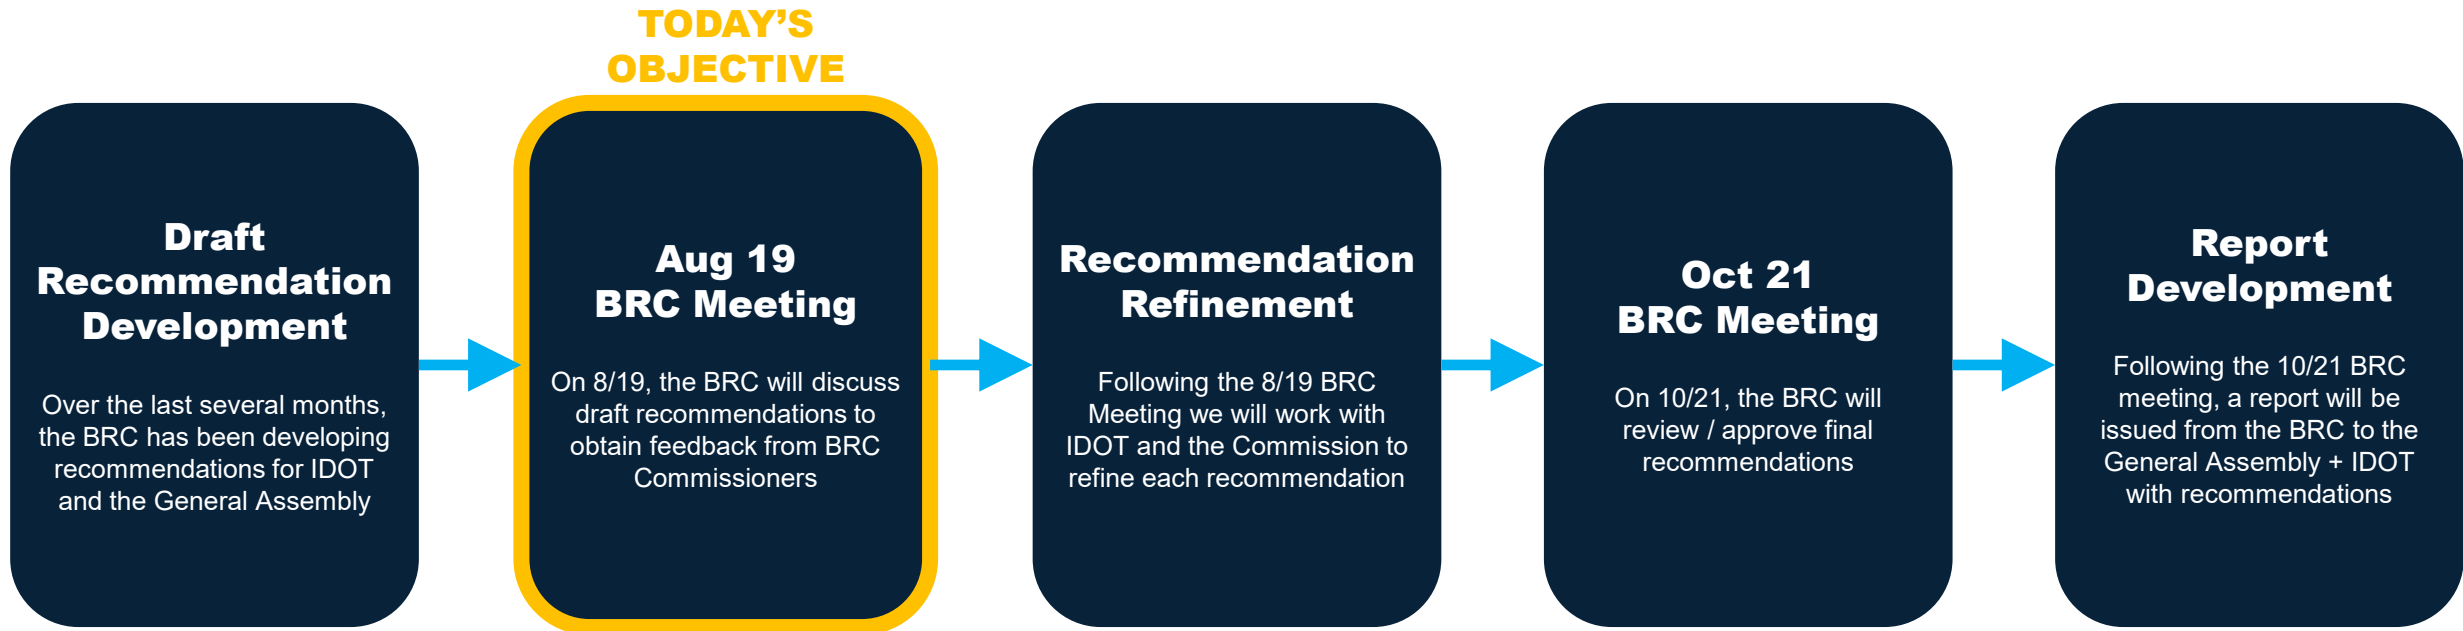 TODAY'S
OBJECTIVE
Draft
Recommendation
Development
Over the last several months,
the BRC has been developing
recommendations for IDOT
and the General Assembly
Aug 19
BRC Meeting
On 8/19, the BRC will discuss
draft recommendations to
obtain feedback from BRC
Commissioners
Recommendation
Refinement
Following the 8/19 BRC
Meeting we will work with
IDOT and the Commission to
refine each recommendation
Oct 21
BRC Meeting
On 10/21, the BRC will
review / approve final
recommendations
Report
Development
Following the 10/21 BRC
meeting, a report will be
issued from the BRC to the
General Assembly + IDOT
with recommendations